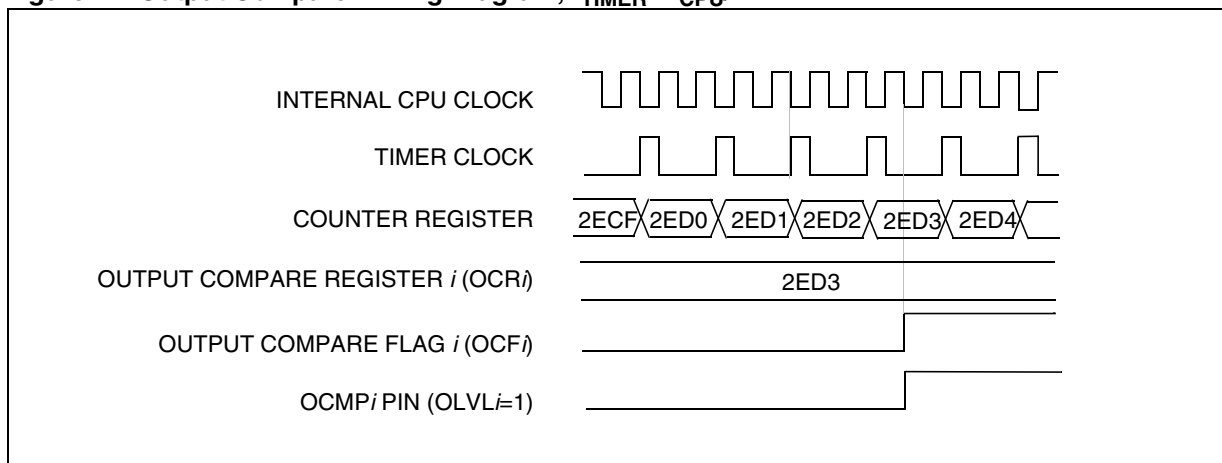 INTERNAL CPU CLOCK
TIMER CLOCK
COUNTER REGISTER 2ECF 2ED0 2ED1 2ED2 2ED3 2ED4
OUTPUT COMPARE REGISTER i (OCRi) 2ED3
OUTPUT COMPARE FLAG i (OCFi)
OCMPi PIN (OLVLi=1)